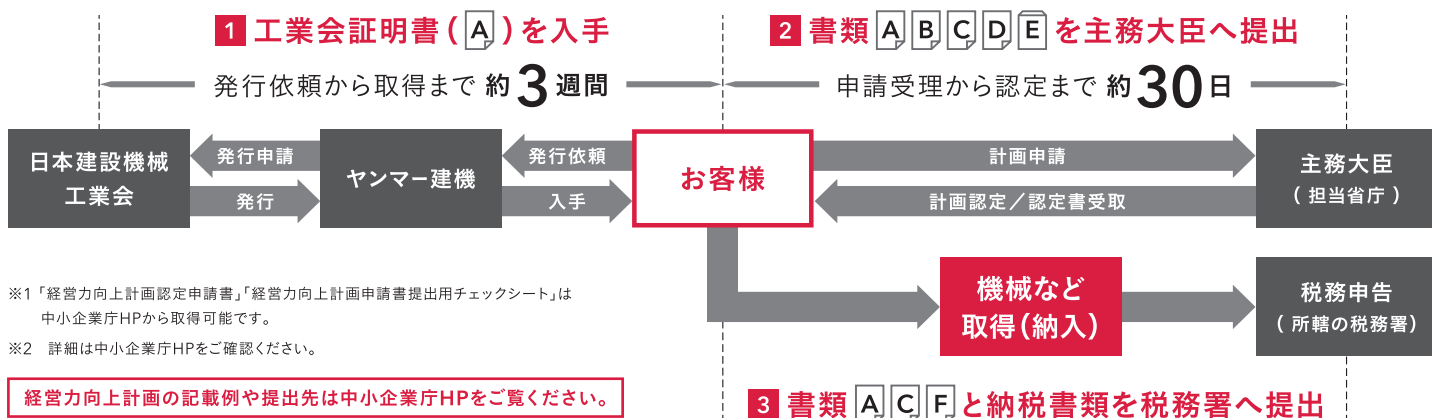 1 工業会証明書(A)を入手
発行依頼から取得まで 約3週間
2 書類ABCDEを主務大臣へ提出
申請受理から認定まで 約30日
日本建設機械
工業会
発行申請
発行
ヤンマー建機
発行依頼
入手
お客様
計画申請
計画認定／認定書受取
主務大臣
(担当省庁)
機械など
取得(納入)
税務申告
(所轄の税務署)
※1「経営力向上計画認定申請書」「経営力向上計画申請書提出用チェックシート」は
中小企業庁HPから取得可能です。
※2 詳細は中小企業庁HPをご確認ください。
経営力向上計画の記載例や提出先は中小企業庁HPをご覧ください。
3 書類ACFと納税書類を税務署へ提出